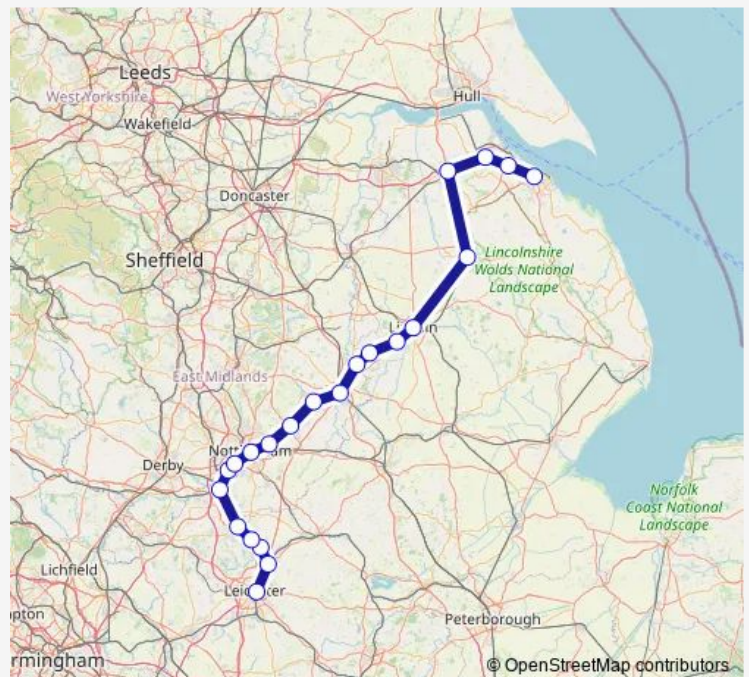 Leeds
West Yorkshire
Hull
Wakefield
Doncaster
Sheffield
Lincolnshire
Wolds National
Landscape
East Midlands
Derby
Norfolk
Coast National
Landscape
Lichfield
Peterborough
rmingham
© OpenStreetMap contributors